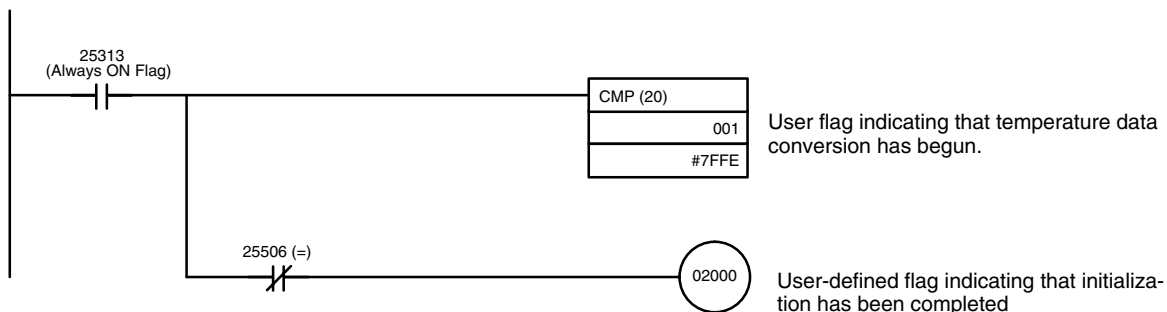 25313
(Always ON Flag)
CMP (20)
001
#7FFE
User flag indicating that temperature data
conversion has begun.
25506 (=)
02000
User-defined flag indicating that initializa-
tion has been completed